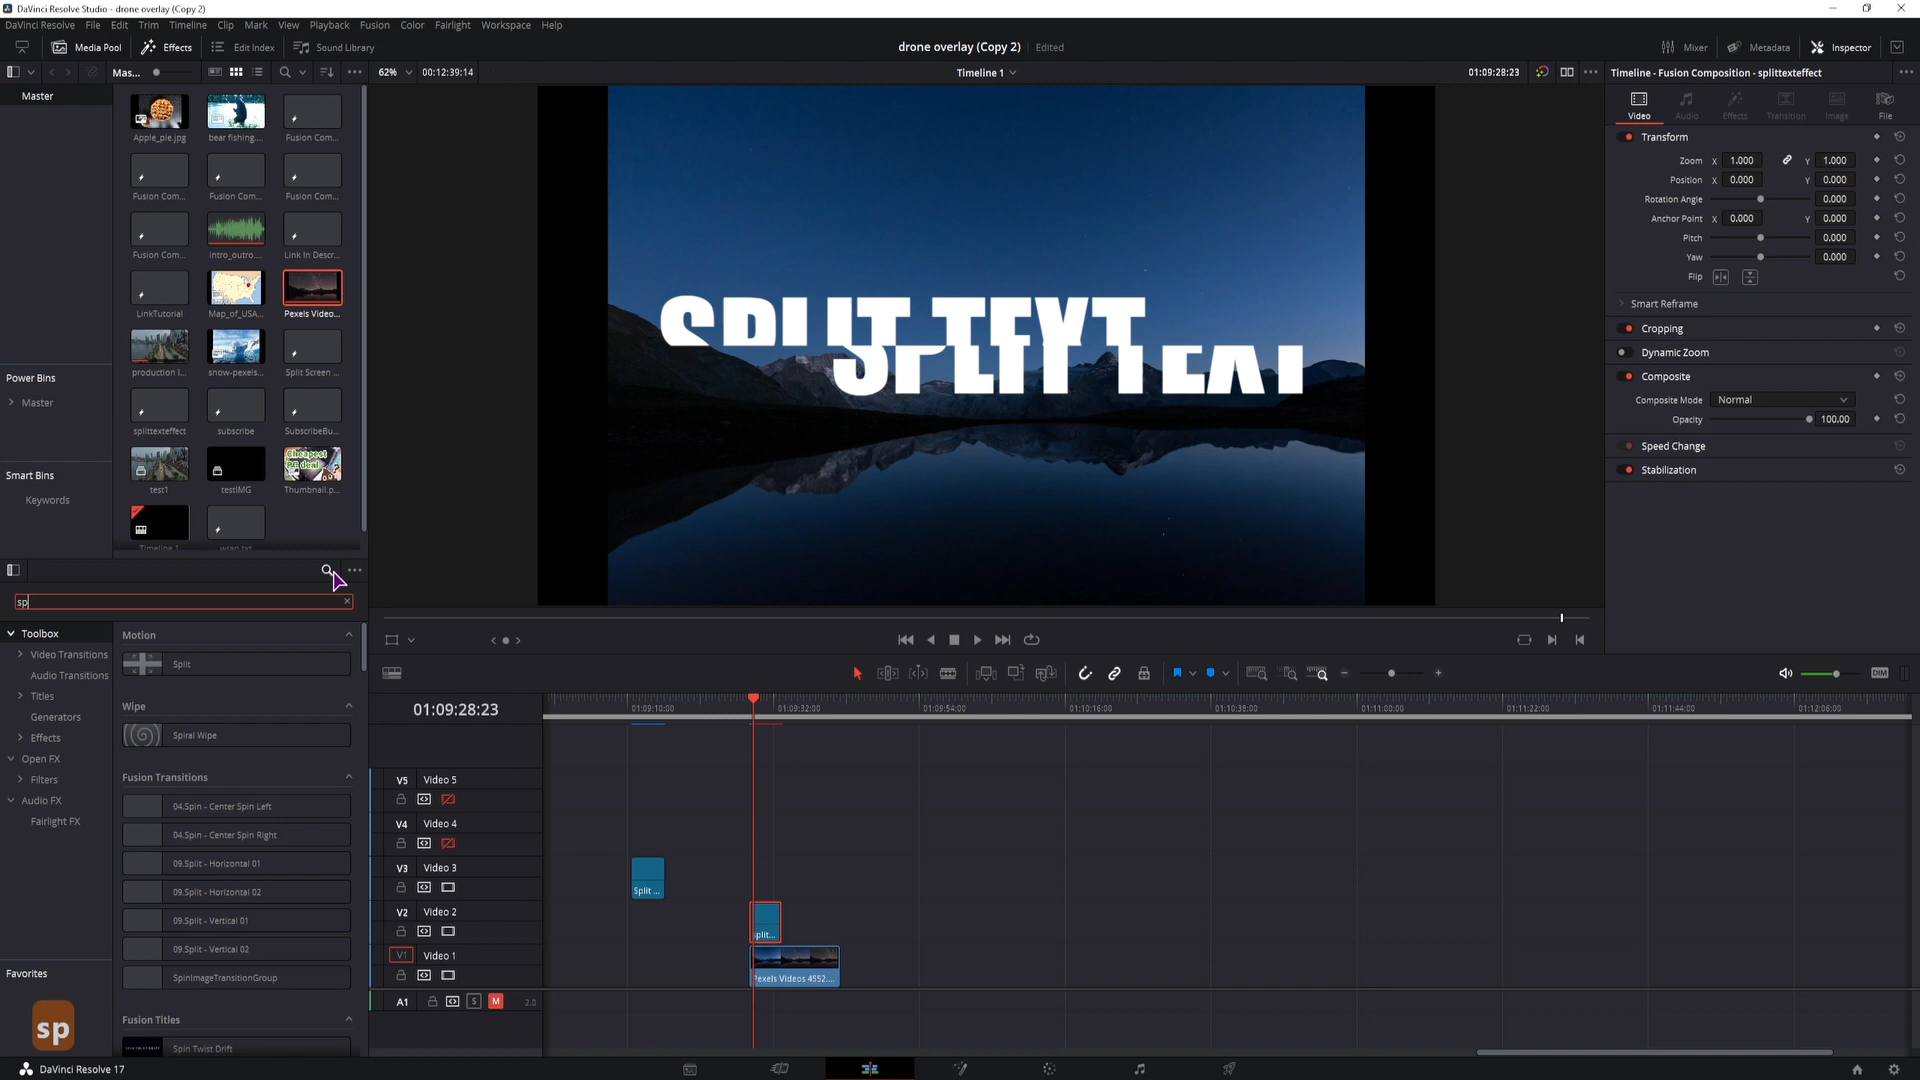 DaVinci Resolve Studio - drone overlay (Copy 2)
DaVinci Resolve File Edit Trim Timeline Clip Mark View Playback Fusion Color Fairlight Workspace Help
Media Pool Effects Edit Index Sound Library drone overlay (Copy 2) Edited Mixer Metadata Inspector
Mas... 62% 00:12:39:14 Timeline 1 01:09:28:23 Timeline - Fusion Composition - splittexteffect
Master
Video Audio Effects Transition Image File
Apple_pie.jpg bear fishing.... Fusion Com...
Fusion Com... Fusion Com... Fusion Com...
Fusion Com... Intro_outro.... Link In Descr...
LinkTutorial Map_of_USA... Pexels Video...
production l... snow-pexels... Split Screen ...
splittexteffect subscribe SubscribeBu...
Cheapest
PC deal
test1 testIMG Thumbnail.p...
Timeline 1 wrap txt
Power Bins
Master
Smart Bins
Keywords
SPLIT TEXT
SPLIT TEXT
Transform
Zoom X 1.000 Y 1.000
Position X 0.000 Y 0.000
Rotation Angle 0.000
Anchor Point X 0.000 Y 0.000
Pitch 0.000
Yaw 0.000
Flip
Smart Reframe
Cropping
Dynamic Zoom
Composite
Composite Mode Normal
Opacity 100.00
Speed Change
Stabilization
sp
Toolbox
Video Transitions
Audio Transitions
Titles
Generators
Effects
Open FX
Filters
Audio FX
Fairlight FX
Favorites
sp
Motion
Split
Wipe
Spiral Wipe
Fusion Transitions
04.Spin - Center Spin Left
04.Spin - Center Spin Right
09.Split - Horizontal 01
09.Split - Horizontal 02
09.Split - Vertical 01
09.Split - Vertical 02
SpinImageTransitionGroup
Fusion Titles
Spin Twist Drift
DIM
01:09:28:23
01:09:10:00 01:09:32:00 01:09:54:00 01:10:16:00 01:10:38:00 01:11:00:00 01:11:22:00 01:11:44:00 01:12:06:00
V5 Video 5
V4 Video 4
V3 Video 3
Split ...
V2 Video 2
split...
V1 Video 1
Pexels Videos 4552....
A1 S M 2.0
DaVinci Resolve 17